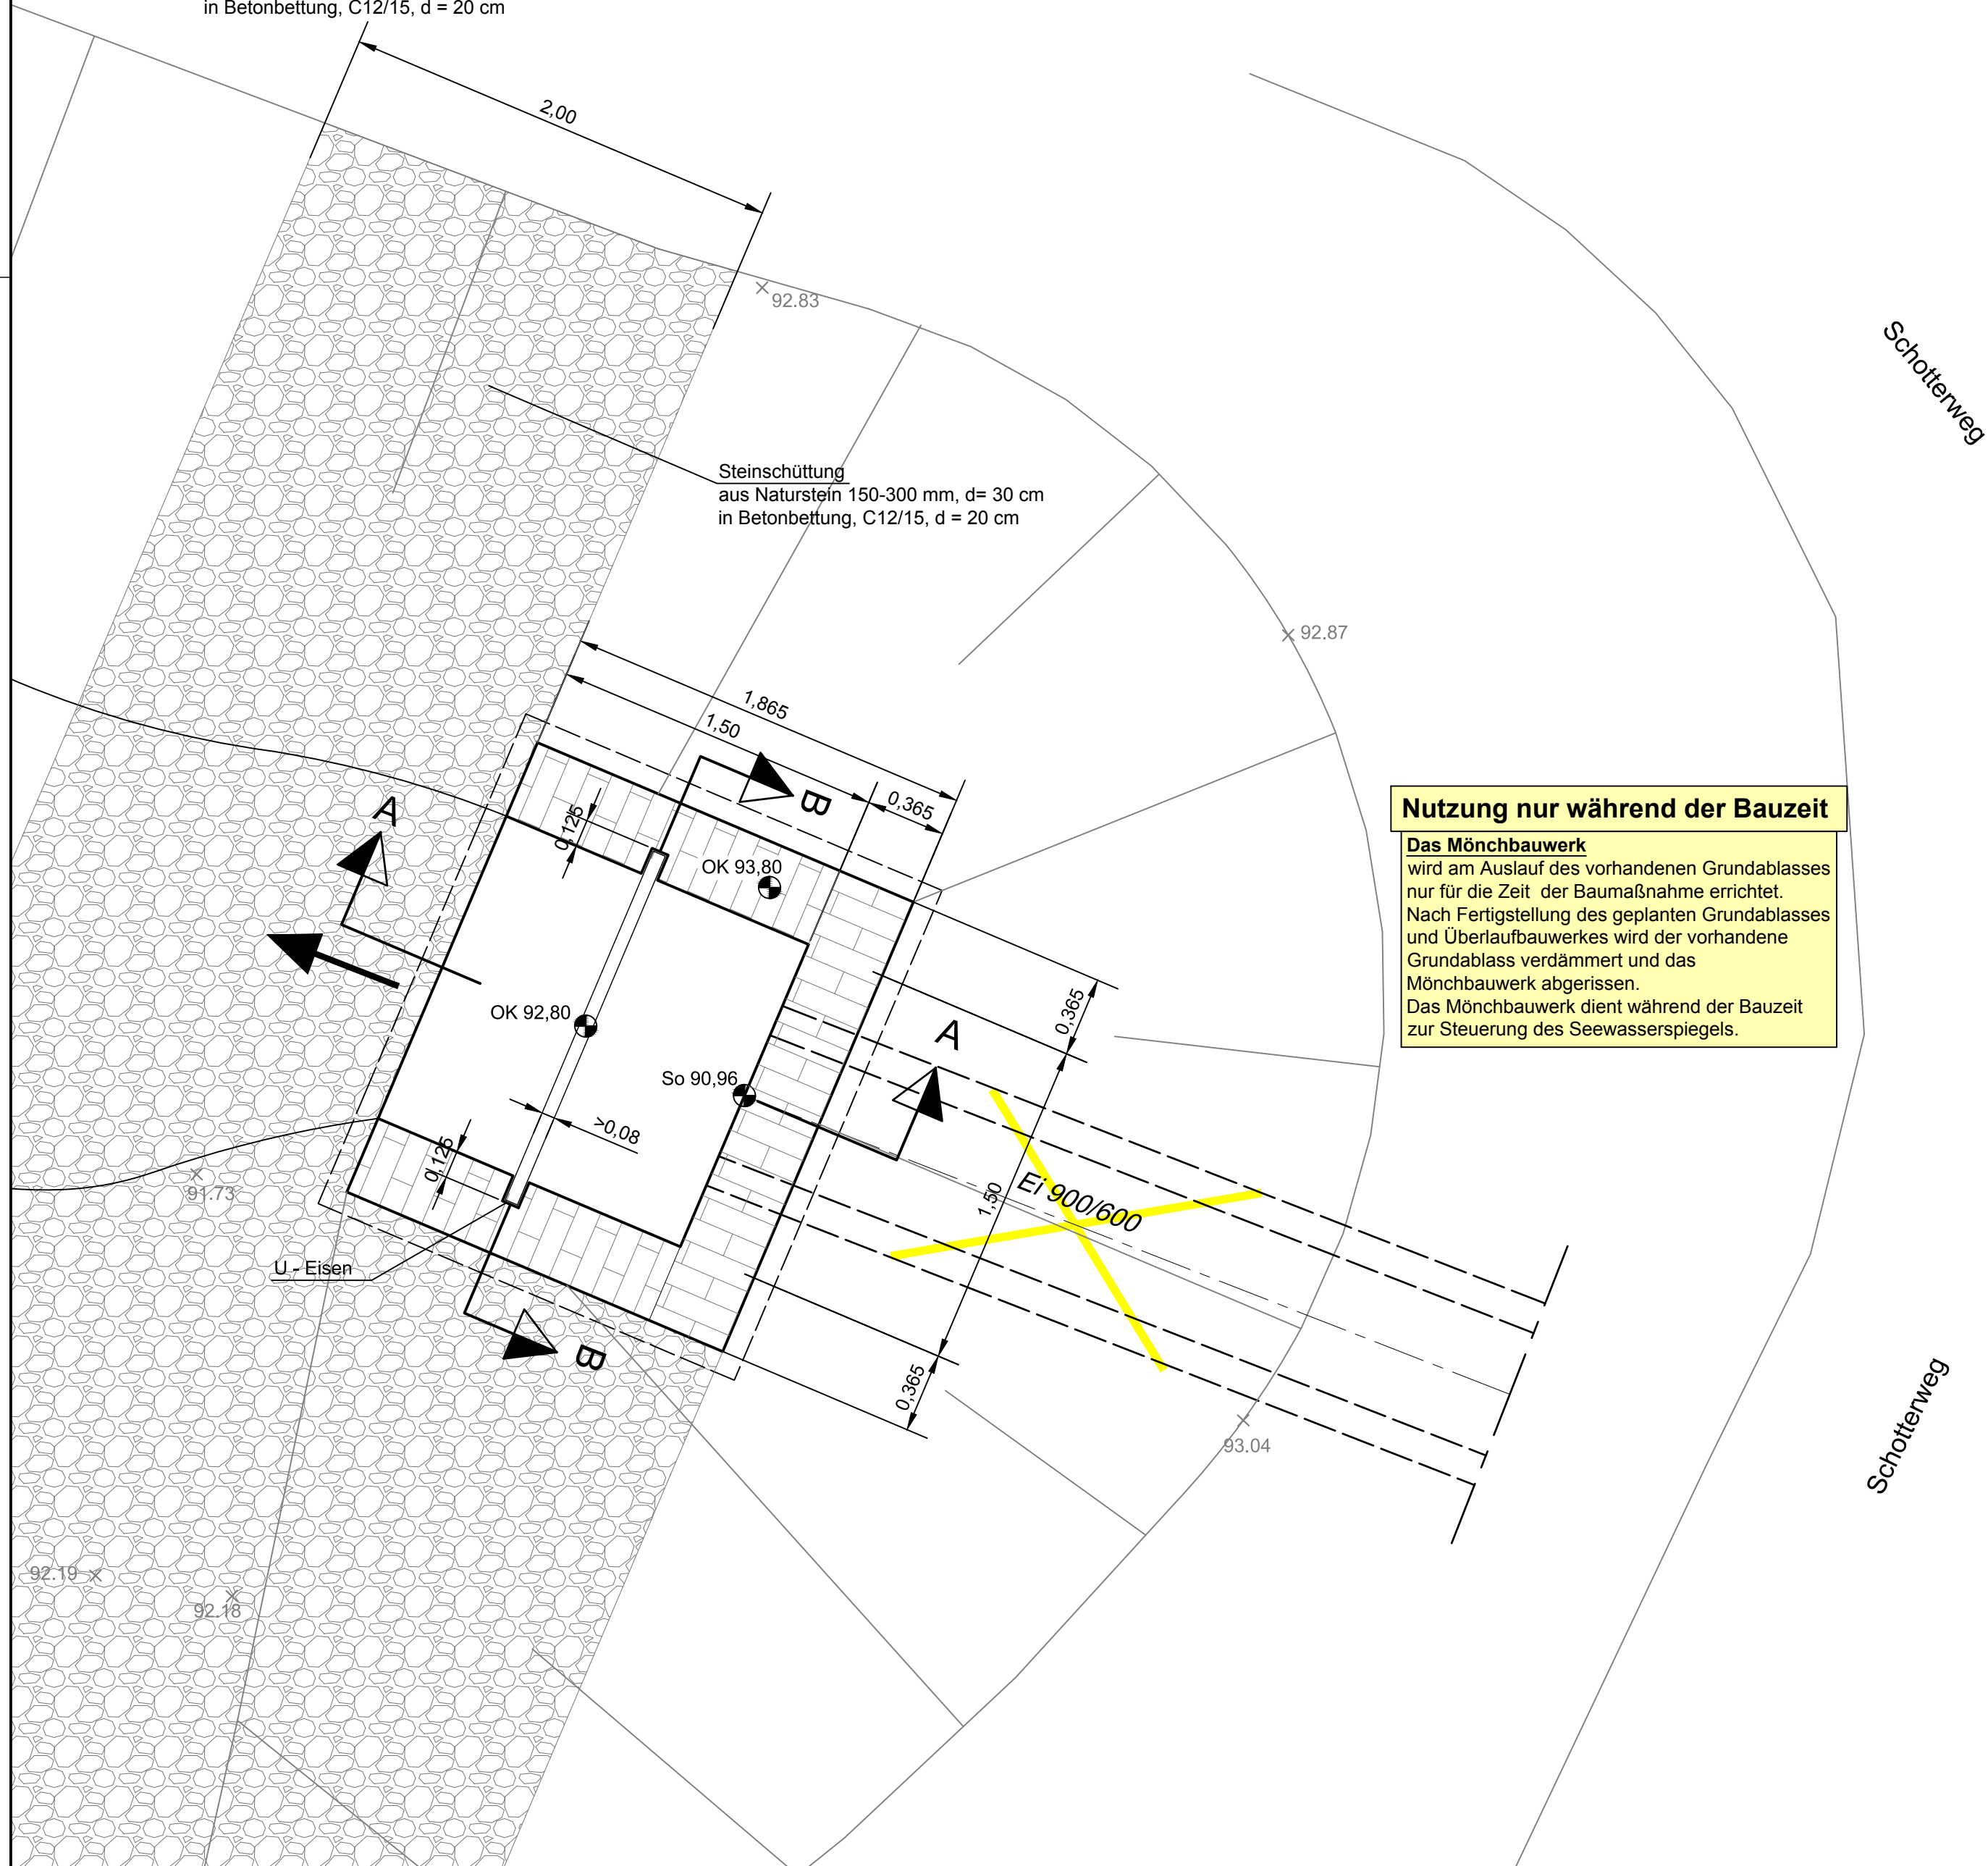 in Betonbettung, C12/15, d = 20 cm
2,00
92.83
Schotterweg
Steinschüttung
aus Naturstein 150-300 mm, d= 30 cm
in Betonbettung, C12/15, d = 20 cm
92.87
1,865
1,50
0,365
B
A
0,125
OK 93,80
Nutzung nur während der Bauzeit
Das Mönchbauwerk
wird am Auslauf des vorhandenen Grundablasses
nur für die Zeit der Baumaßnahme errichtet.
Nach Fertigstellung des geplanten Grundablasses
und Überlaufbauwerkes wird der vorhandene
Grundablass verdämmert und das
Mönchbauwerk abgerissen.
Das Mönchbauwerk dient während der Bauzeit
zur Steuerung des Seewasserspiegels.
OK 92,80
0,365
A
So 90,96
>0,08
0,125
91.73
1,50
Ei 900/600
U - Eisen
B
0,365
93.04
Schotterweg
92.19
92.18